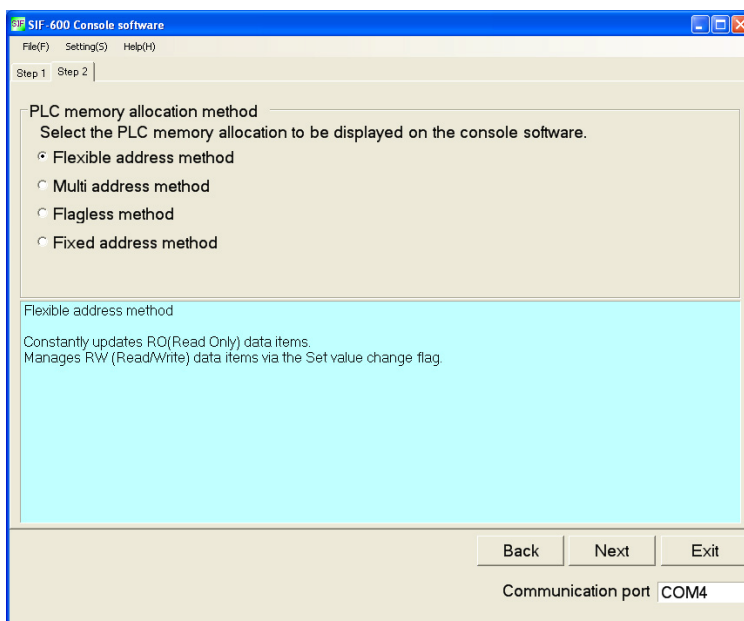 SIF SIF-600 Console software
File(F) Setting(S) Help(H)
Step 1 Step 2
PLC memory allocation method
Select the PLC memory allocation to be displayed on the console software.
Flexible address method
Multi address method
Flagless method
Fixed address method
Flexible address method
Constantly updates RO(Read Only) data items.
Manages RW (Read/Write) data items via the Set value change flag.
Back Next Exit
Communication port COM4